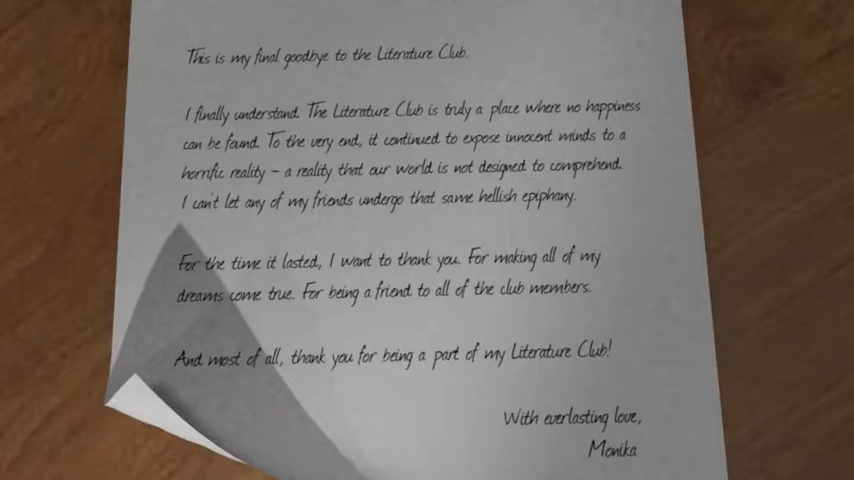 This is my final goodbye to the Literature Club.
I finally understand. The Literature Club is truly a place where no happiness
can be found. To the very end, it continued to expose innocent minds to a
horrific reality – a reality that our world is not designed to comprehend.
I can't let any of my friends undergo that same hellish epiphany.
For the time it lasted, I want to thank you. For making all of my
dreams come true. For being a friend to all of the club members.
And most of all, thank you for being a part of my Literature Club!
With everlasting love,
Monika